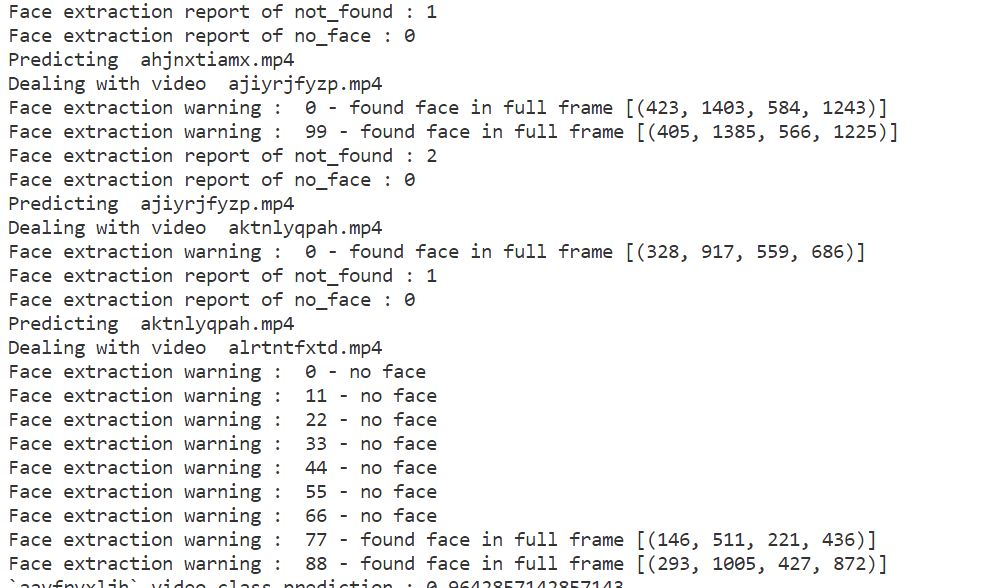 Face extraction report of not_found : 1
Face extraction report of no_face : 0
Predicting  ahjnxtiamx.mp4
Dealing with video  ajiyrjfyzp.mp4
Face extraction warning :  0 - found face in full frame [(423, 1403, 584, 1243)]
Face extraction warning :  99 - found face in full frame [(405, 1385, 566, 1225)]
Face extraction report of not_found : 2
Face extraction report of no_face : 0
Predicting  ajiyrjfyzp.mp4
Dealing with video  aktnlyqpah.mp4
Face extraction warning :  0 - found face in full frame [(328, 917, 559, 686)]
Face extraction report of not_found : 1
Face extraction report of no_face : 0
Predicting  aktnlyqpah.mp4
Dealing with video  alrtntfxtd.mp4
Face extraction warning :  0 - no face
Face extraction warning :  11 - no face
Face extraction warning :  22 - no face
Face extraction warning :  33 - no face
Face extraction warning :  44 - no face
Face extraction warning :  55 - no face
Face extraction warning :  66 - no face
Face extraction warning :  77 - found face in full frame [(146, 511, 221, 436)]
Face extraction warning :  88 - found face in full frame [(293, 1005, 427, 872)]
video class prediction : 0.9642857142857143